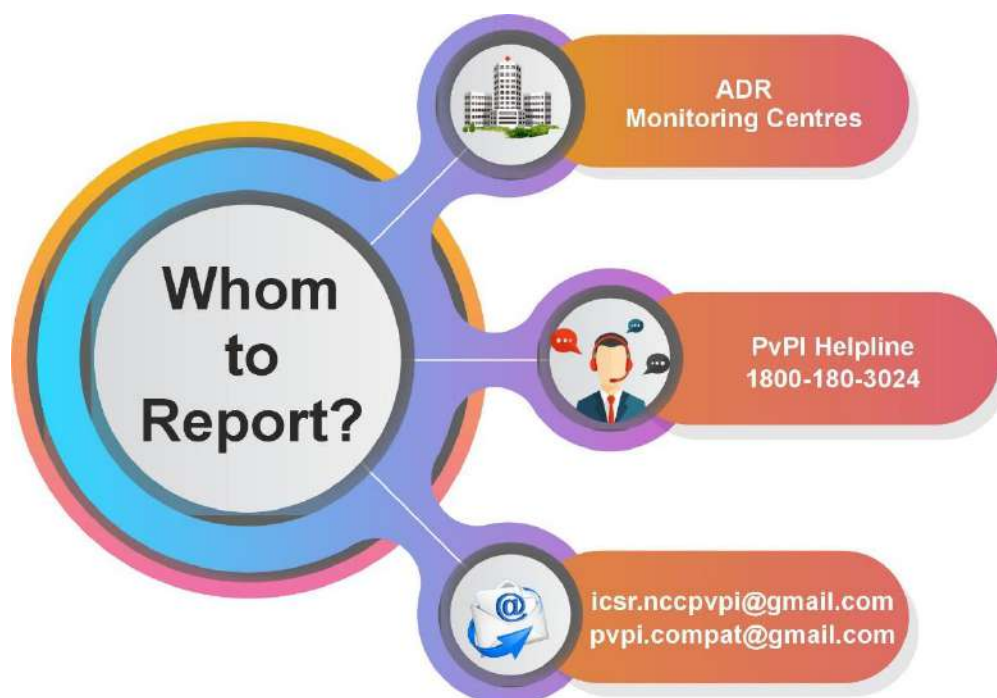 Whom
to
Report?
ADR
Monitoring Centres
PvPI Helpline
1800-180-3024
icsr.nccpvpi@gmail.com
pvpi.compat@gmail.com